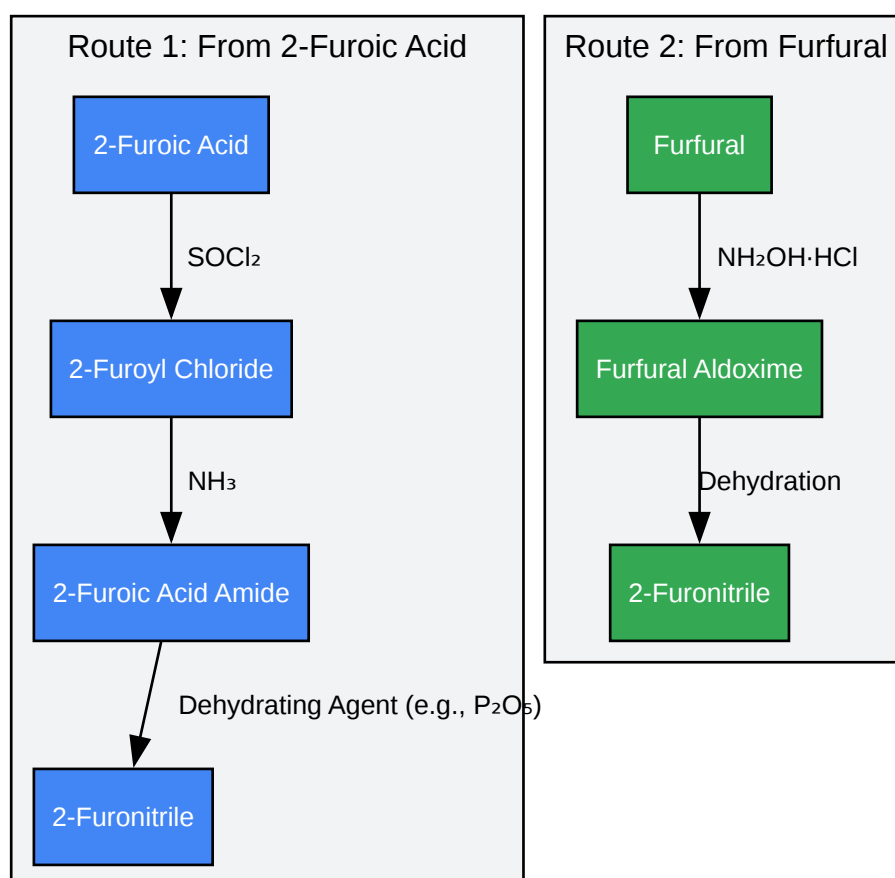 Route 1: From 2-Furoic Acid
2-Furoic Acid
SOCl₂
2-Furoyl Chloride
NH₃
2-Furoic Acid Amide
Dehydrating Agent (e.g., P₂O₅)
2-Furonitrile
Route 2: From Furfural
Furfural
NH₂OH·HCl
Furfural Aldoxime
Dehydration
2-Furonitrile